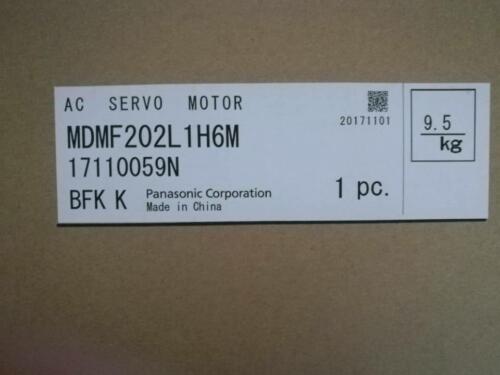 AC SERVO MOTOR
MDMF202L1H6M
17110059N
BFK K Panasonic Corporation
Made in China
20171101
1 pc.
9.5
kg